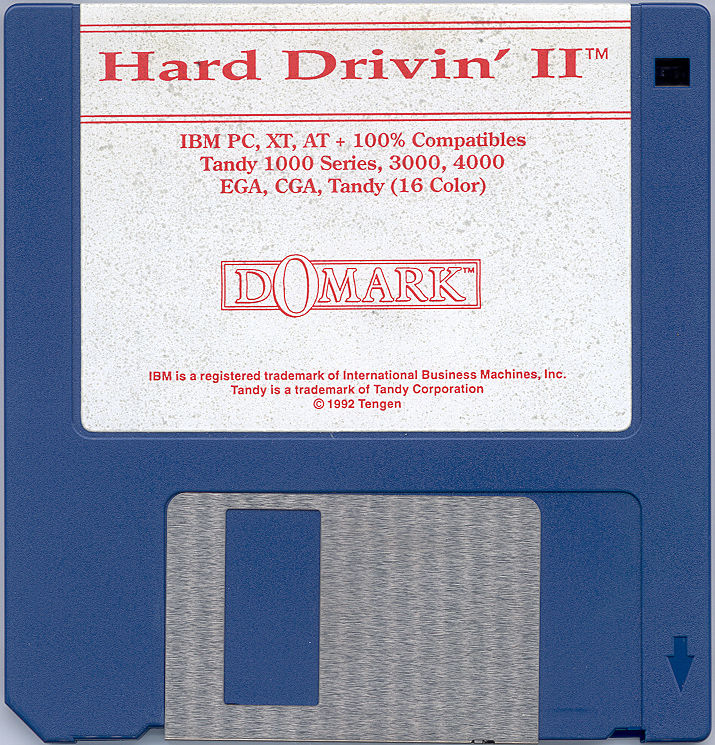 Hard Drivin' II™
IBM PC, XT, AT + 100% Compatibles
Tandy 1000 Series, 3000, 4000
EGA, CGA, Tandy (16 Color)
DOMARK™
IBM is a registered trademark of International Business Machines, Inc.
Tandy is a trademark of Tandy Corporation
© 1992 Tengen